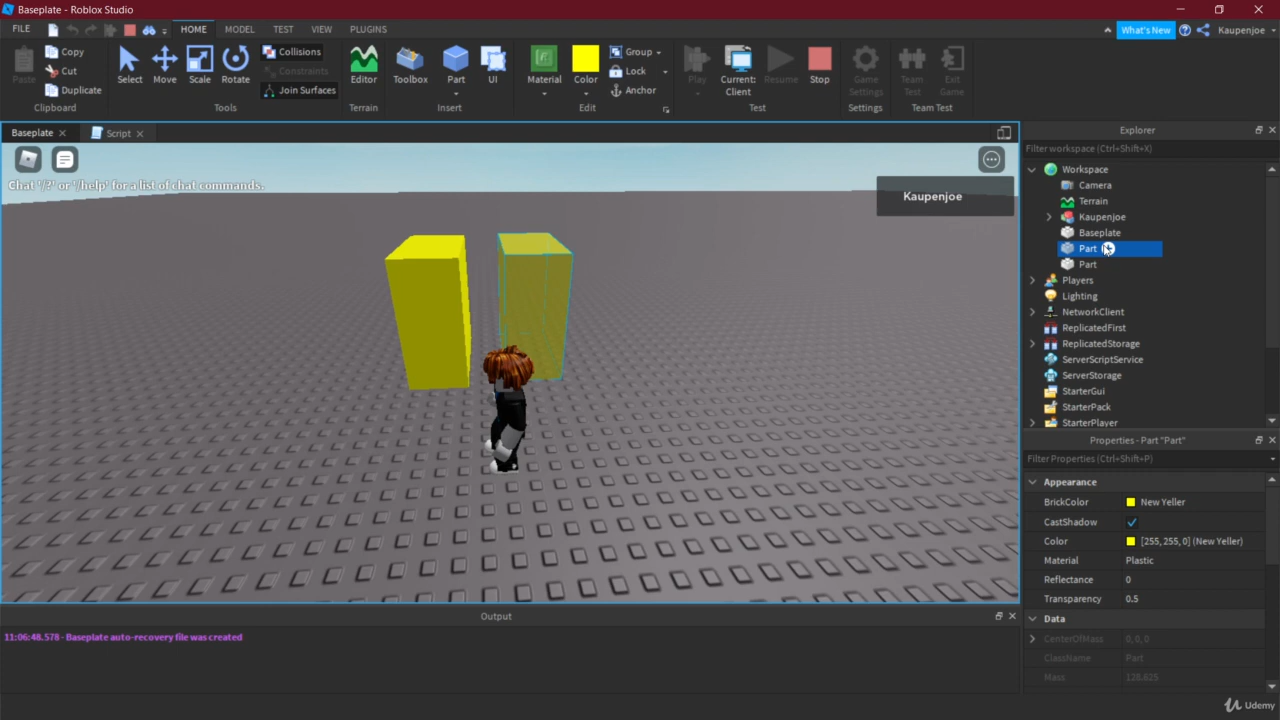 Baseplate - Roblox Studio
FILE HOME MODEL TEST VIEW PLUGINS What's New Kaupenjoe
Paste Copy Cut Duplicate Clipboard
Select Move Scale Rotate Collisions Constraints Join Surfaces Tools
Editor Terrain
Toolbox Part UI Insert
Material Color Group Lock Anchor Edit
Play Current: Client Resume Stop Test
Game Settings Settings
Team Test Exit Game Team Test
Baseplate Script
Chat '/?' or '/help' for a list of chat commands.
Kaupenjoe
Explorer
Filter workspace (Ctrl+Shift+X)
Workspace
Camera
Terrain
Kaupenjoe
Baseplate
Part
Part
Players
Lighting
NetworkClient
ReplicatedFirst
ReplicatedStorage
ServerScriptService
ServerStorage
StarterGui
StarterPack
StarterPlayer
Properties - Part "Part"
Filter Properties (Ctrl+Shift+P)
Appearance
BrickColor New Yeller
CastShadow
Color [255, 255, 0] (New Yeller)
Material Plastic
Reflectance 0
Transparency 0.5
Data
CenterOfMass 0, 0, 0
ClassName Part
Mass 128.625
Output
11:06:48.578 - Baseplate auto-recovery file was created
Udemy